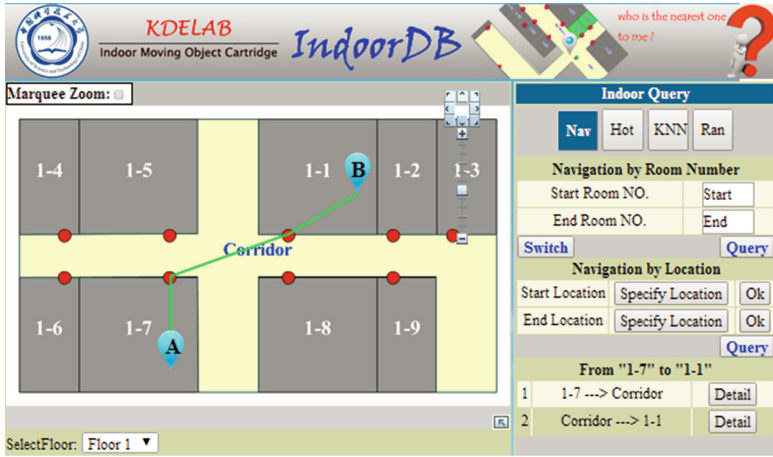 1958
KDELAB
Indoor Moving Object Cartridge
IndoorDB
who is the nearest one
to me ?
Marquee Zoom:
1-4
1-5
1-1
B
1-2
1-3
Corridor
1-6
1-7
A
1-8
1-9
SelectFloor: Floor 1
Indoor Query
Nav Hot KNN Ran
Navigation by Room Number
Start Room NO. Start
End Room NO. End
Switch Query
Navigation by Location
Start Location Specify Location Ok
End Location Specify Location Ok
Query
From "1-7" to "1-1"
1 1-7 ---> Corridor Detail
2 Corridor ---> 1-1 Detail